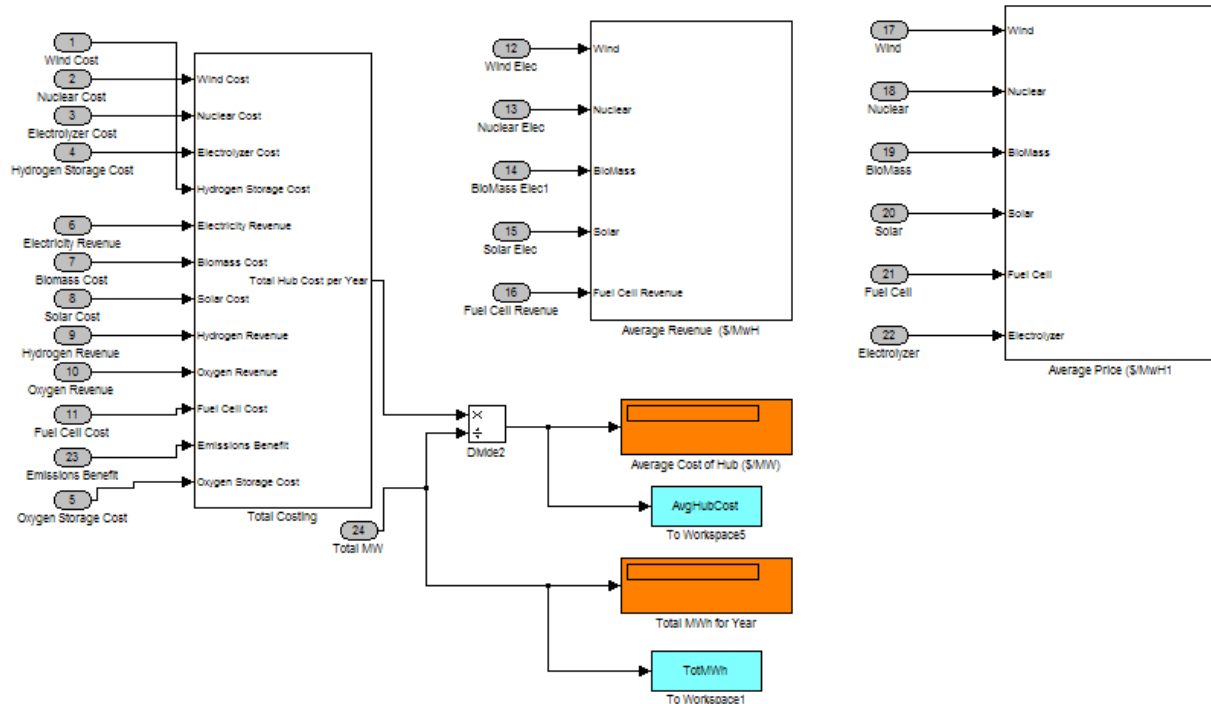 1
Wind Cost
2
Nuclear Cost
3
Electrolyzer Cost
4
Hydrogen Storage Cost
6
Electricity Revenue
7
Biomass Cost
8
Solar Cost
9
Hydrogen Revenue
10
Oxygen Revenue
11
Fuel Cell Cost
23
Emissions Benefit
5
Oxygen Storage Cost
Wind Cost
Nuclear Cost
Electrolyzer Cost
Hydrogen Storage Cost
Electricity Revenue
Biomass Cost
Solar Cost
Hydrogen Revenue
Oxygen Revenue
Fuel Cell Cost
Emissions Benefit
Oxygen Storage Cost
Total Hub Cost per Year
Total Costing
24
Total MW
×
÷
Divide2
12
Wind Elec
13
Nuclear Elec
14
BioMass Elec1
15
Solar Elec
16
Fuel Cell Revenue
Wind
Nuclear
BioMass
Solar
Fuel Cell Revenue
Average Revenue ($/MwH
Average Cost of Hub ($/MW)
AvgHubCost
To Workspace5
Total MWh for Year
TotMWh
To Workspace1
17
Wind
18
Nuclear
19
BioMass
20
Solar
21
Fuel Cell
22
Electrolyzer
Wind
Nuclear
BioMass
Solar
Fuel Cell
Electrolyzer
Average Price ($/MwH1